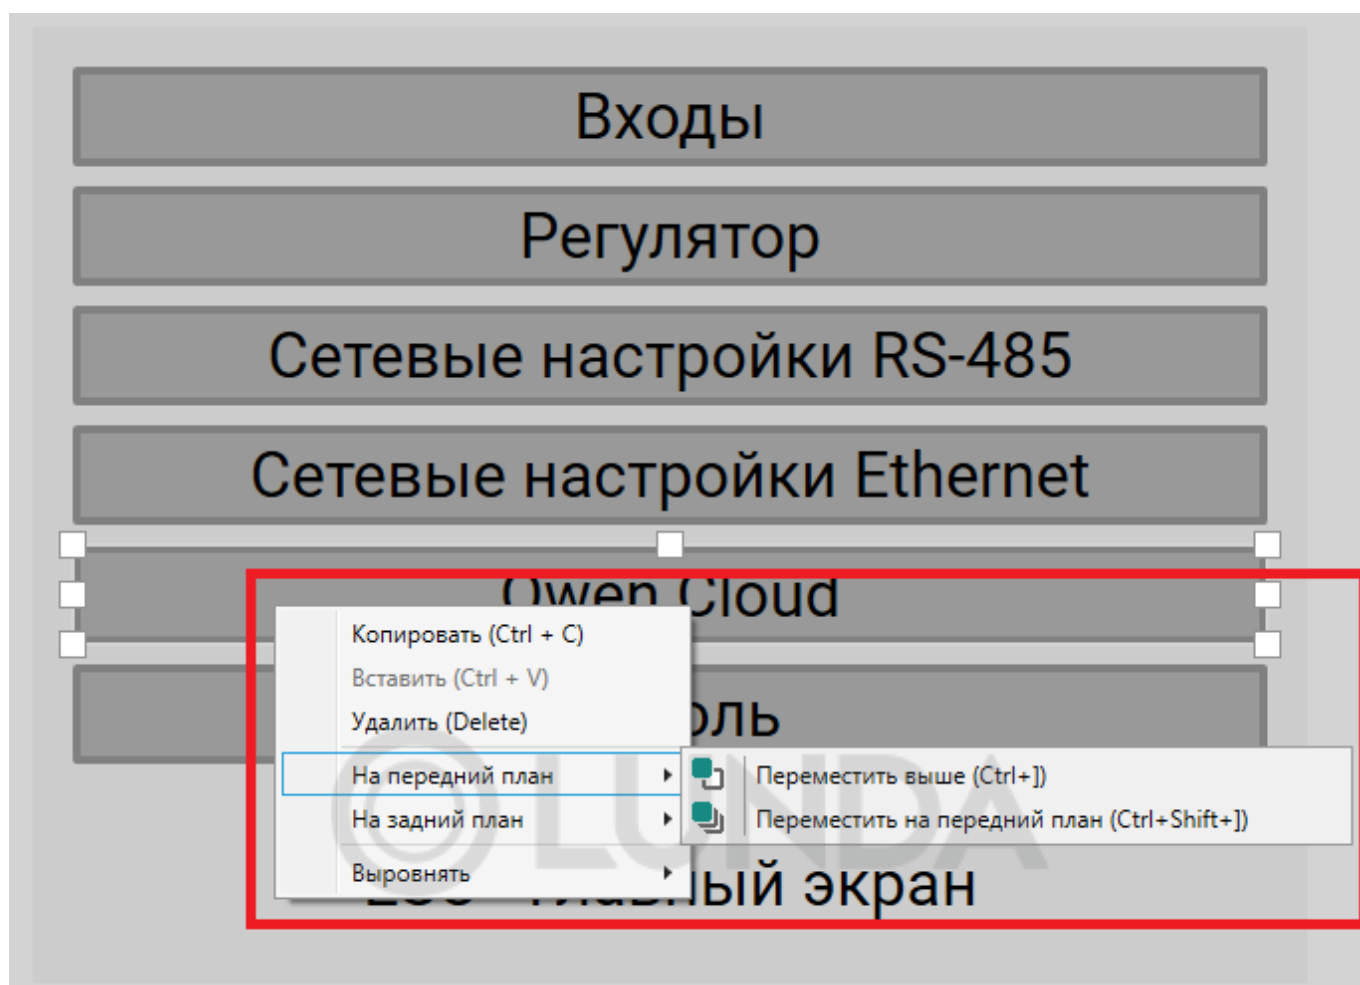 Входы
Регулятор
Сетевые настройки RS-485
Сетевые настройки Ethernet
Owen Cloud
Копировать (Ctrl + C)
Вставить (Ctrl + V)
Удалить (Delete)
На передний план
Переместить выше (Ctrl+])
На задний план
Переместить на передний план (Ctrl+Shift+])
Выровнять
экран
LUNDA